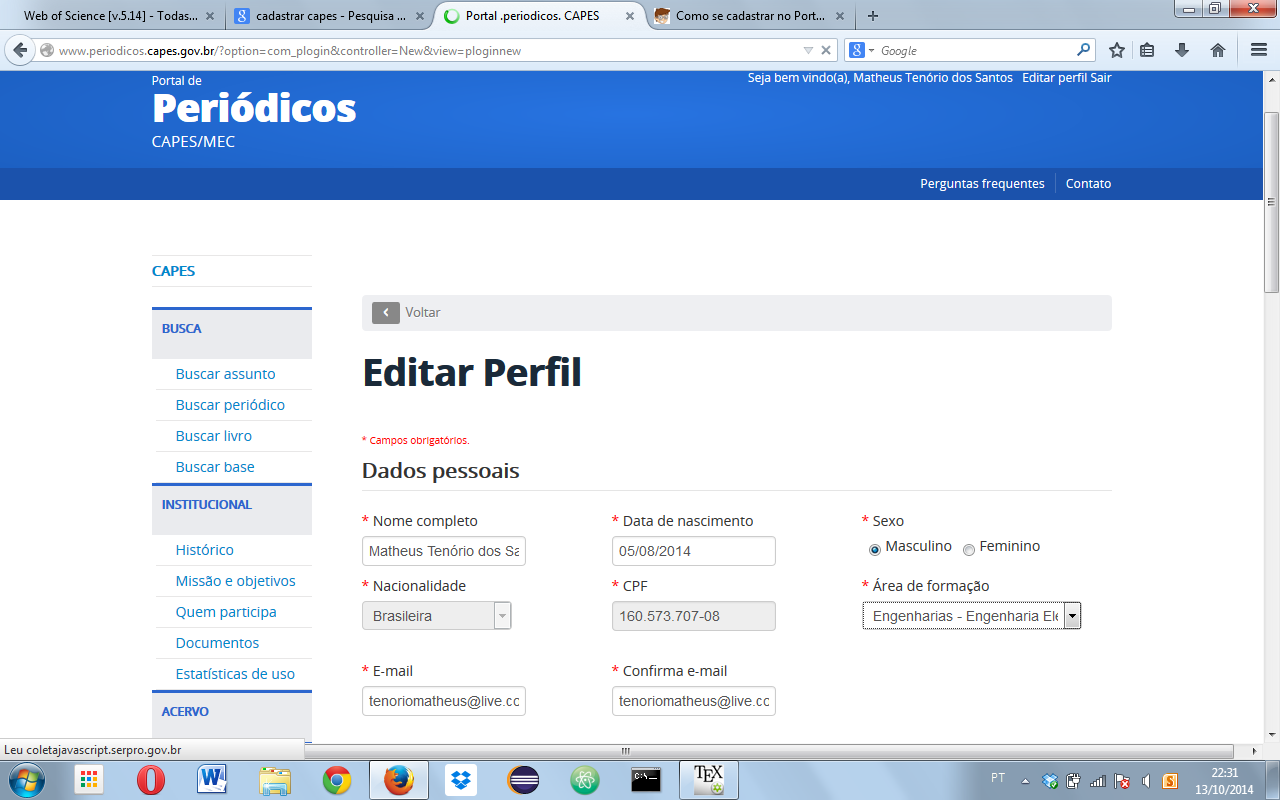 Web of Science [v.5.14] - Todas...
cadastrar capes - Pesquisa ...
Portal .periodicos. CAPES
Como se cadastrar no Port...
www.periodicos.capes.gov.br/?option=com_plogin&controller=New&view=ploginnew
Google
Portal de
Periódicos
CAPES/MEC
Seja bem vindo(a), Matheus Tenório dos Santos Editar perfil Sair
Perguntas frequentes
Contato
CAPES
BUSCA
Buscar assunto
Buscar periódico
Buscar livro
Buscar base
INSTITUCIONAL
Histórico
Missão e objetivos
Quem participa
Documentos
Estatísticas de uso
ACERVO
Voltar
Editar Perfil
* Campos obrigatórios.
Dados pessoais
* Nome completo
Matheus Tenório dos Sa
* Data de nascimento
05/08/2014
* Sexo
Masculino Feminino
* Nacionalidade
Brasileira
* CPF
160.573.707-08
* Área de formação
Engenharias - Engenharia Ele
* E-mail
tenoriomatheus@live.co
* Confirma e-mail
tenoriomatheus@live.co
Leu coletajavascript.serpro.gov.br
C:\_
TEX
PT
22:31
13/10/2014